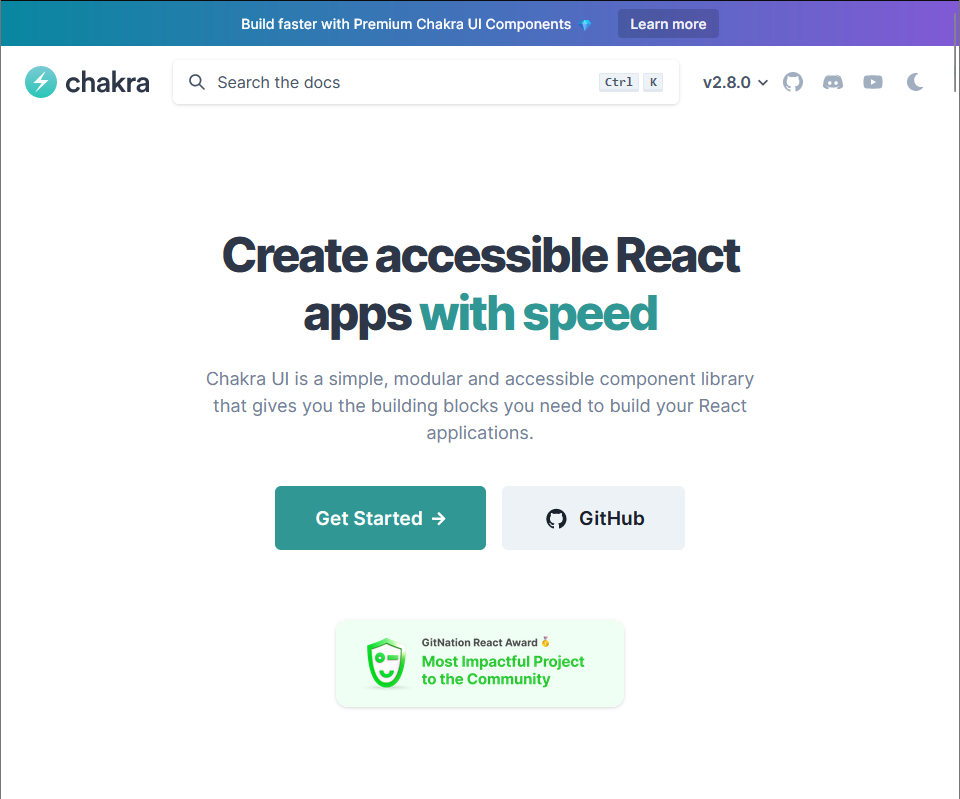 Build faster with Premium Chakra UI Components 💎 Learn more
chakra Search the docs Ctrl K v2.8.0
Create accessible React
apps with speed
Chakra UI is a simple, modular and accessible component library
that gives you the building blocks you need to build your React
applications.
Get Started → GitHub
GitNation React Award 🏅
Most Impactful Project
to the Community